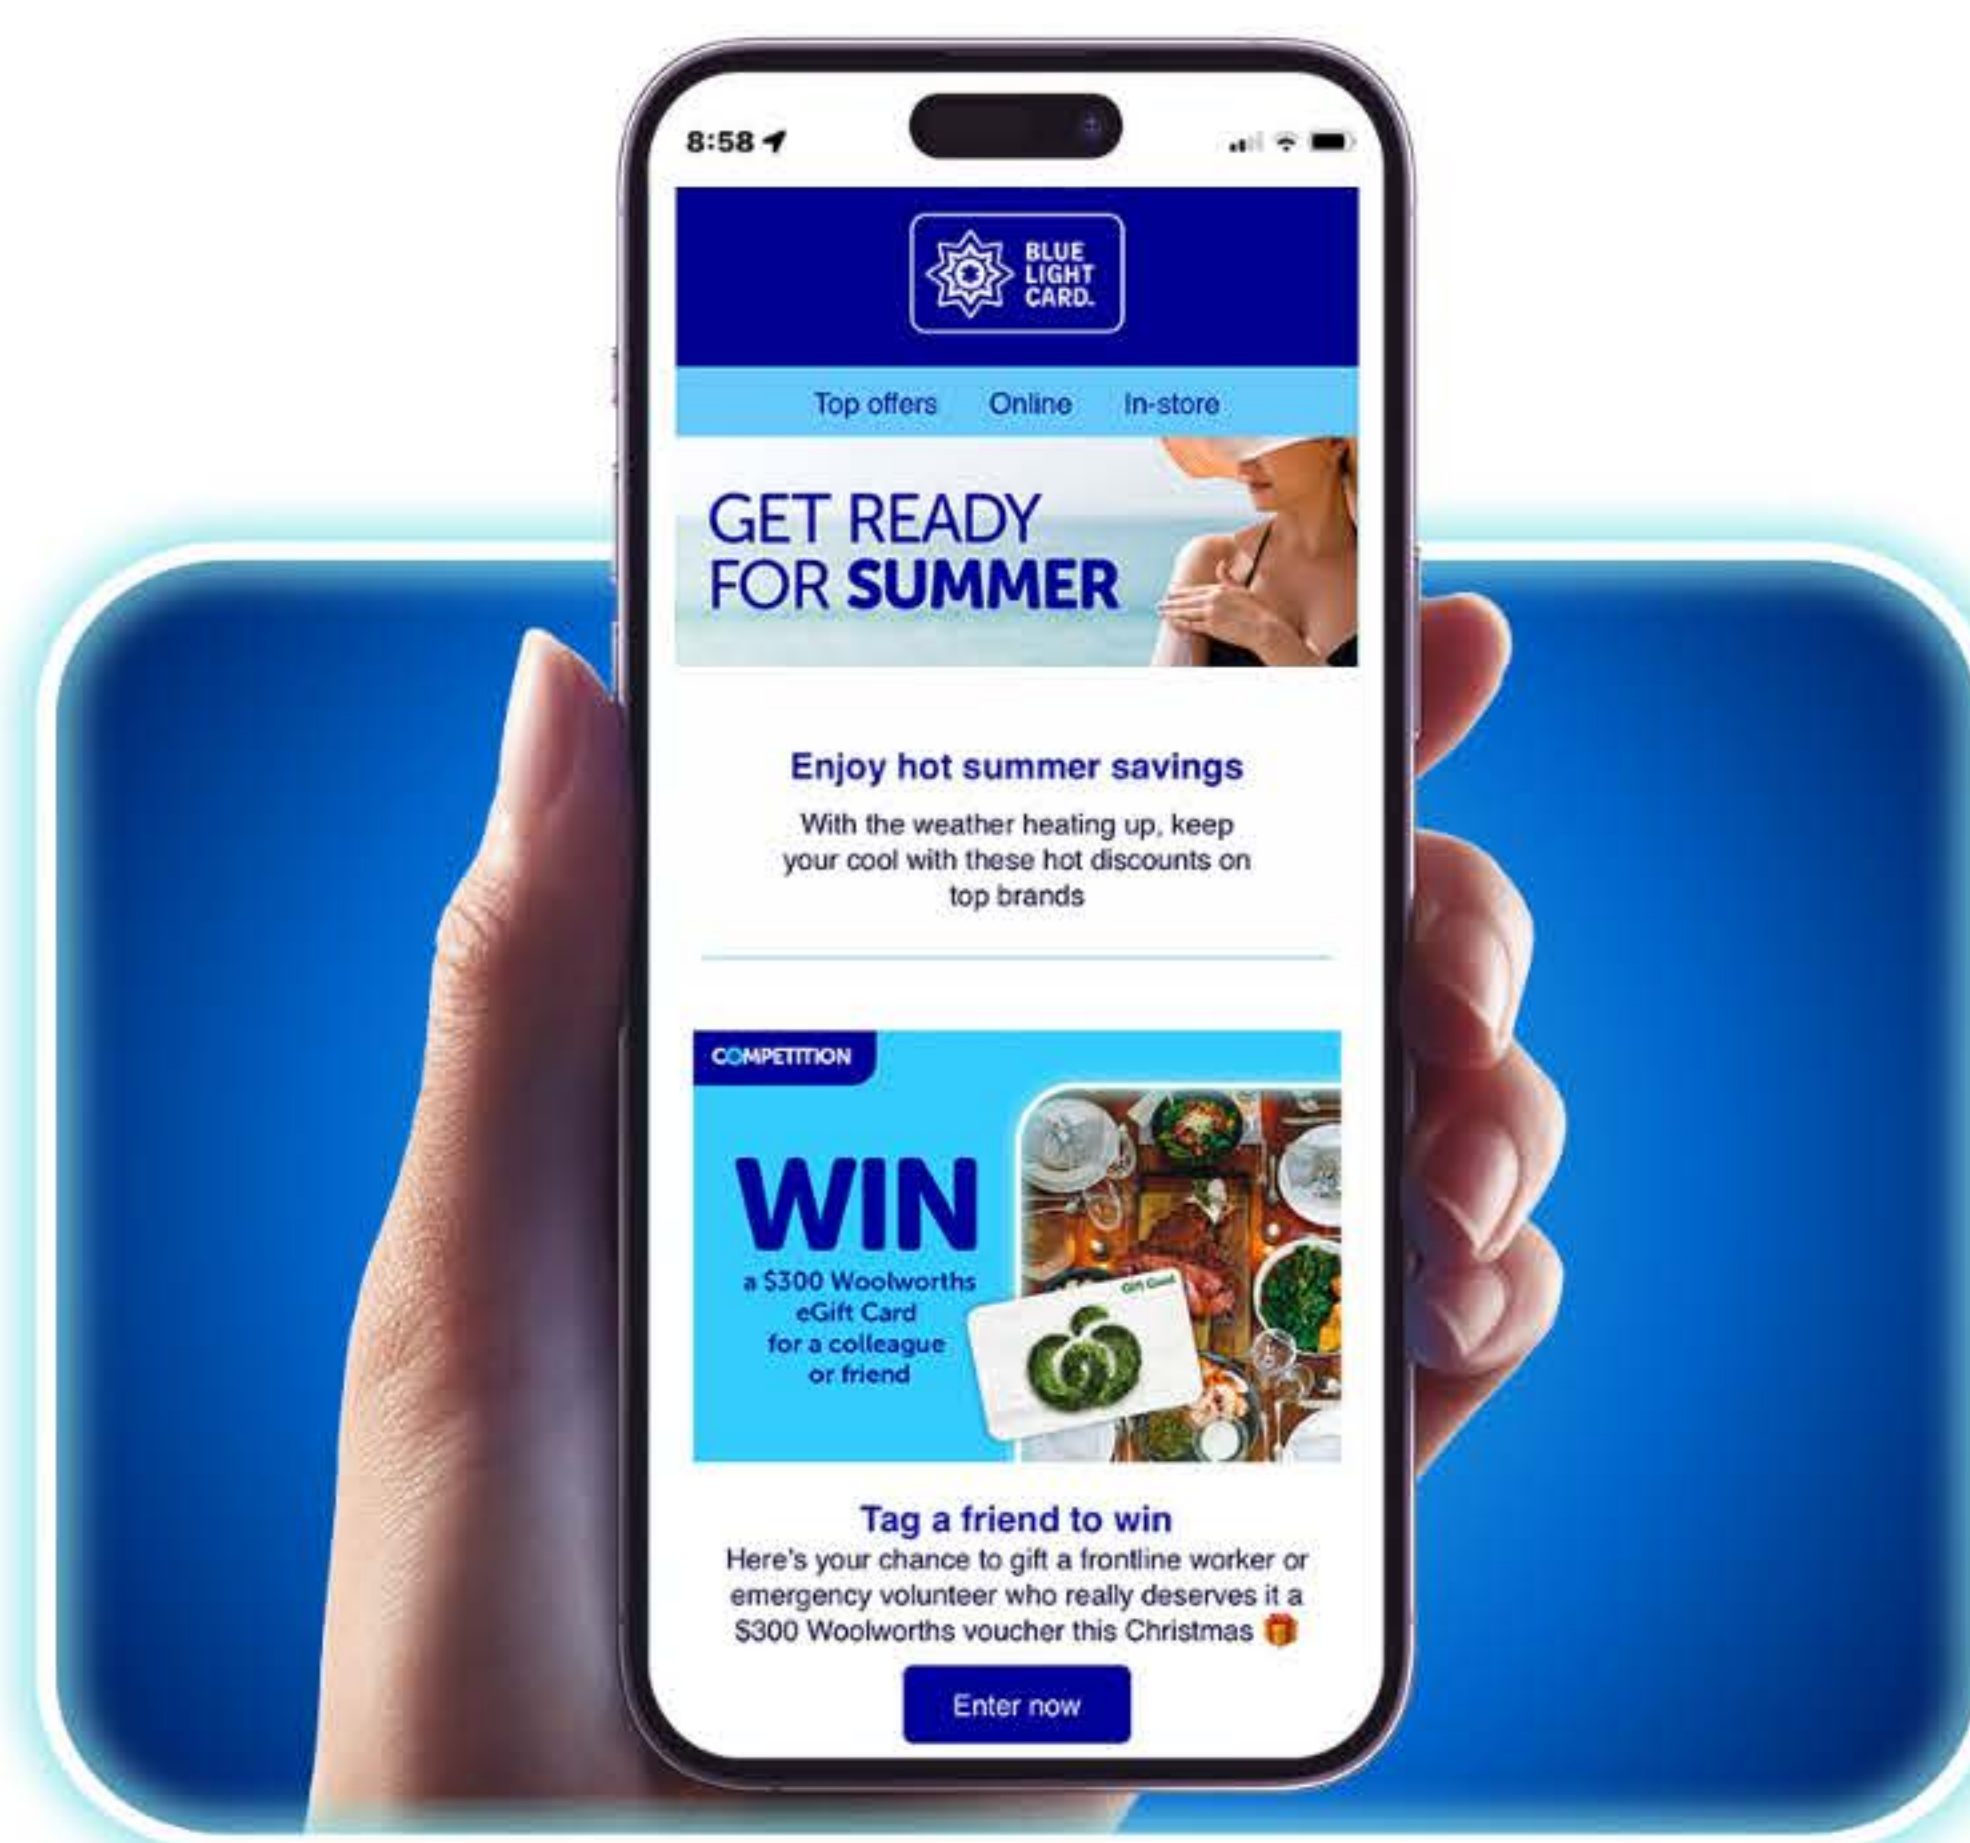 8:58
BLUE
LIGHT
CARD.
Top offers Online In-store
GET READY
FOR SUMMER
Enjoy hot summer savings
With the weather heating up, keep
your cool with these hot discounts on
top brands
COMPETITION
WIN
a $300 Woolworths
eGift Card
for a colleague
or friend
Gift Card
Tag a friend to win
Here's your chance to gift a frontline worker or
emergency volunteer who really deserves it a
$300 Woolworths voucher this Christmas 🎁
Enter now